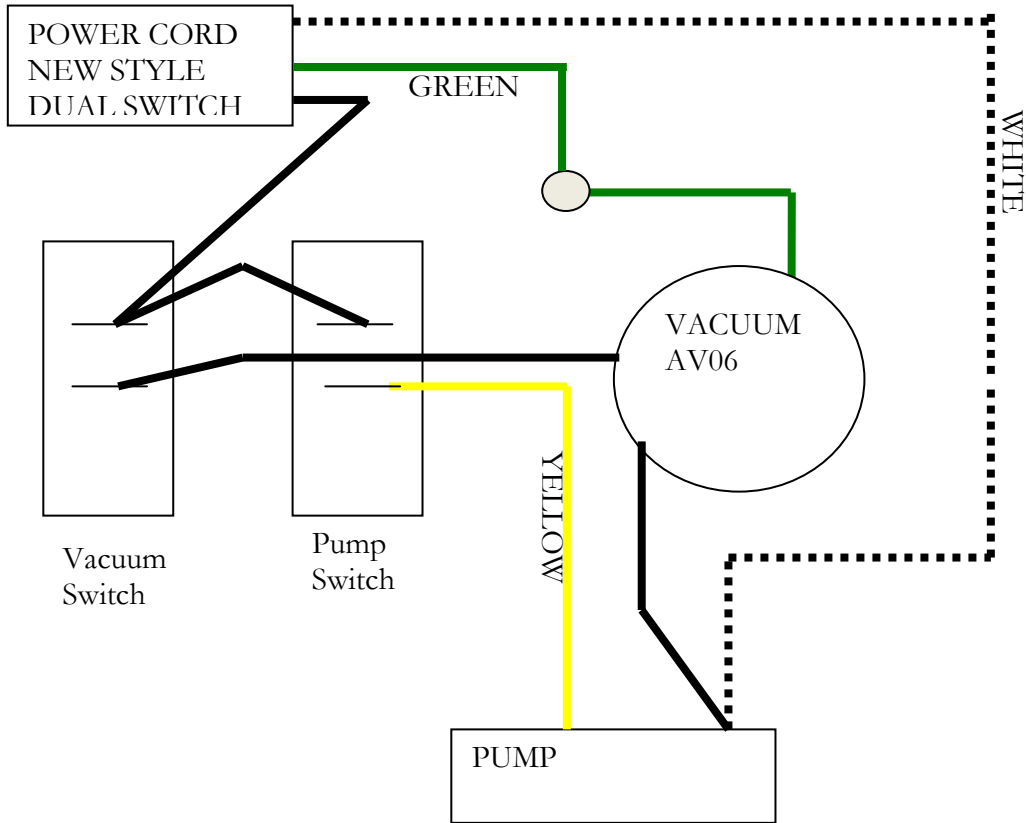 POWER CORD
NEW STYLE
DUAL SWITCH
GREEN
WHITE
VACUUM
AV06
YELLOW
Vacuum
Switch
Pump
Switch
PUMP